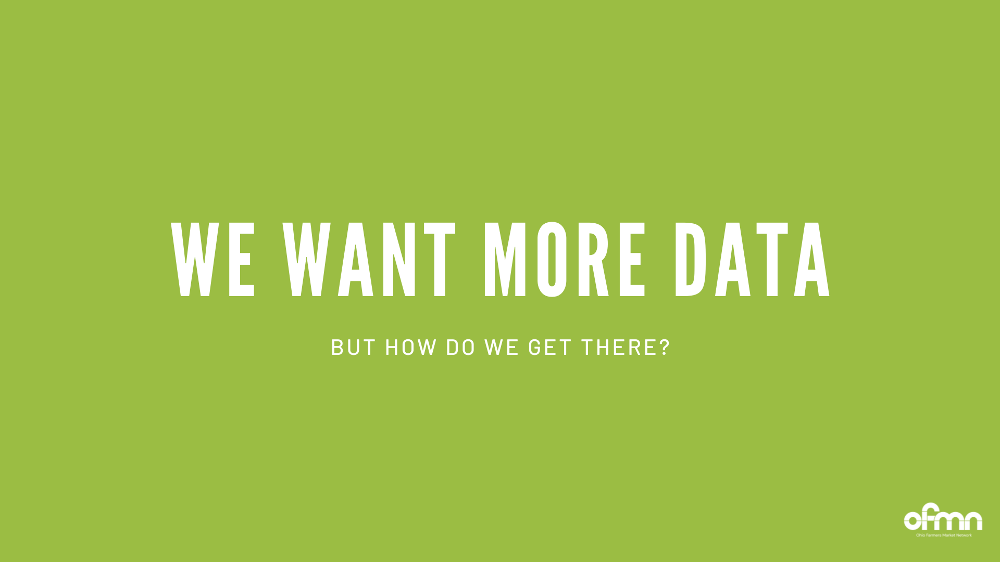 WE WANT MORE DATA
BUT HOW DO WE GET THERE?
ofmn
Ohio Farmers Market Network